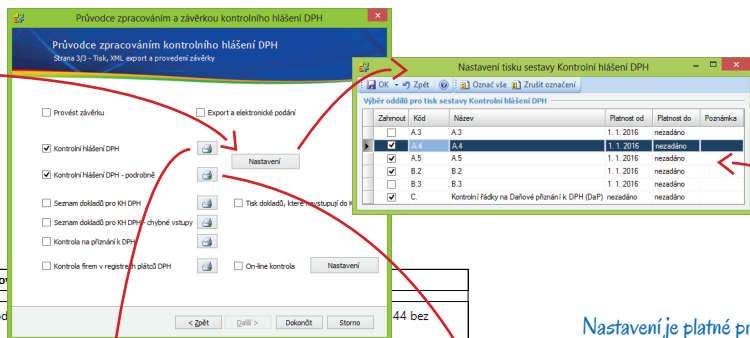 Průvodce zpracováním a závěrkou kontrolního hlášení DPH
Průvodce zpracováním kontrolního hlášení DPH
Strana 3/3 - Tisk, XML export a provedení závěrky
Provést závěrku
Export a elektronické podání
Kontrolní hlášení DPH
Nastavení
Kontrolní hlášení DPH - podrobně
Seznam dokladů pro KH DPH
Tisk dokladů, které nevstupují do
Seznam dokladů pro KH DPH - chybné vstupy
Kontrola na přiznání k DPH
Kontrola firem v registrech plátců DPH
On-line kontrola
Nastavení
< Zpět
Další >
Dokončit
Storno
44 bez
Nastavení tisku sestavy Kontrolní hlášení DPH
OK
Zpět
Označ vše
Zrušit označení
Výběr oddílů pro tisk sestavy Kontrolní hlášení DPH
Zahrnout Kód Název Platnost od Platnost do Poznámka
A.3 A.3 1. 1. 2016 nezadáno
A.4 A.4 1. 1. 2016 nezadáno
A.5 A.5 1. 1. 2016 nezadáno
B.2 B.2 1. 1. 2016 nezadáno
B.3 B.3 1. 1. 2016 nezadáno
C. Kontrolní řádky na Daňové přiznání k DPH (DaP) nezadáno nezadáno
Nastavení je platné pr